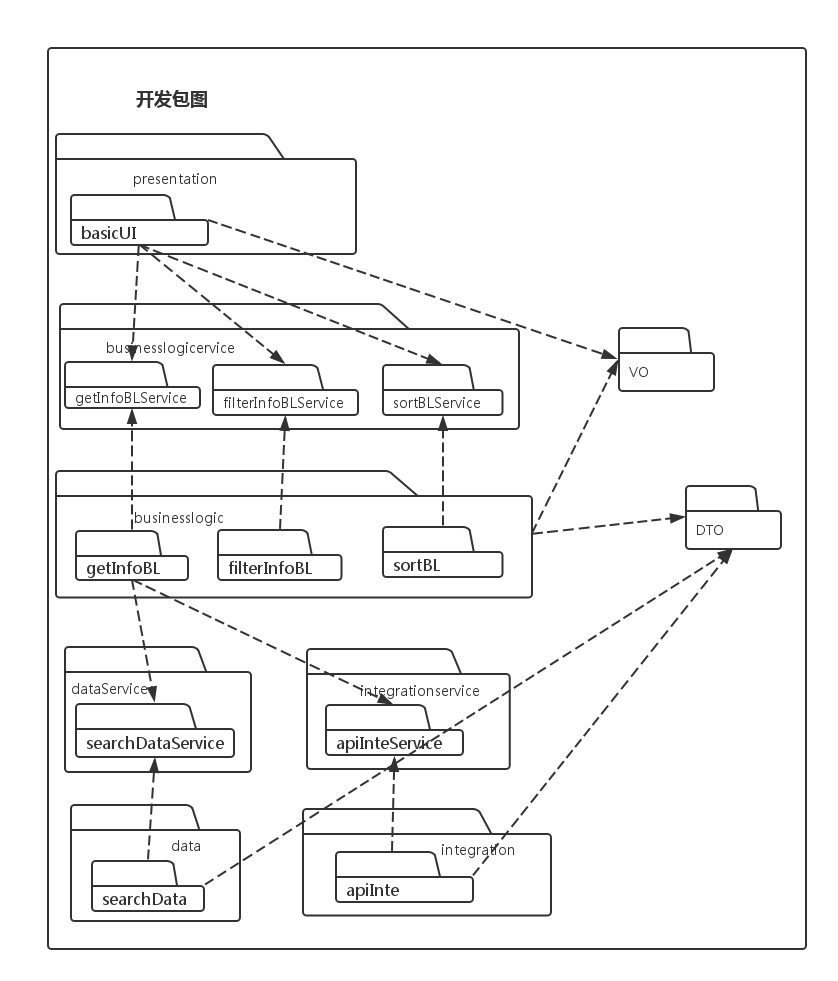 开发包图
presentation
basicUI
businesslogicervice
getInfoBLService
filterInfoBLService
sortBLService
VO
businesslogic
getInfoBL
filterInfoBL
sortBL
DTO
dataService
searchDataService
integrationservice
apiInteService
data
searchData
integration
apiInte